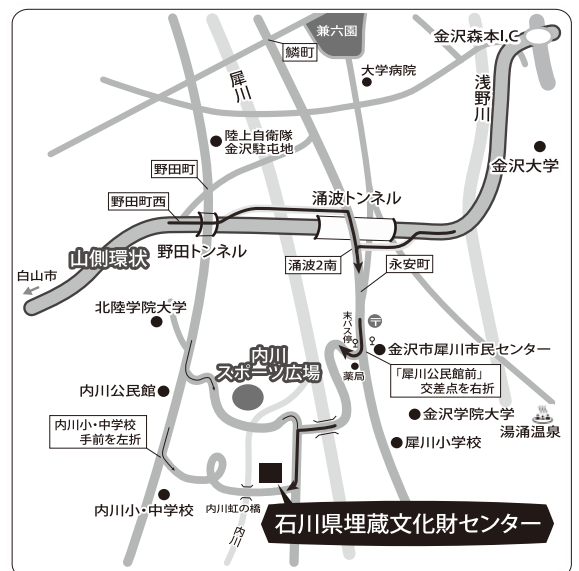 兼六園
金沢森本I.C
鱗町
大学病院
犀川
浅野川
陸上自衛隊
金沢駐屯地
金沢大学
野田町
野田町西
涌波トンネル
野田トンネル
山側環状
涌波2南
永安町
白山市
北陸学院大学
末バス停
〒
内川
スポーツ広場
金沢市犀川市民センター
薬局
「犀川公民館前」
交差点を右折
内川公民館
金沢学院大学
湯涌温泉
内川小・中学校
手前を左折
犀川小学校
内川小・中学校
内川虹の橋
内川
石川県埋蔵文化財センター